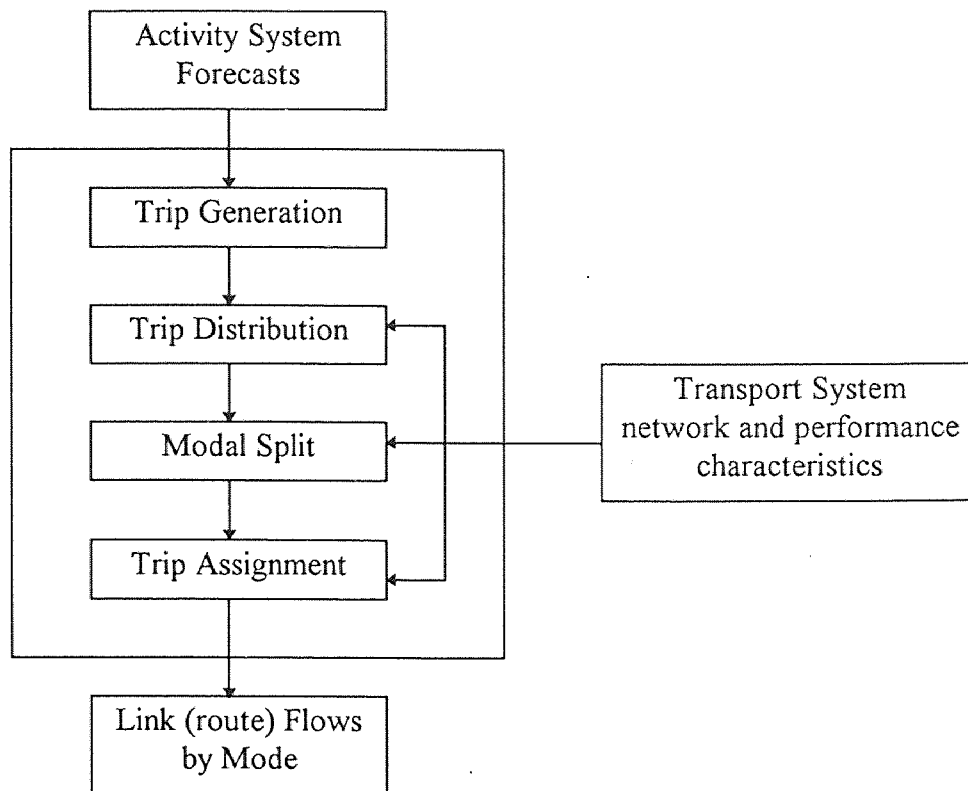 Activity System
Forecasts
Trip Generation
Trip Distribution
Modal Split
Trip Assignment
Transport System
network and performance
characteristics
Link (route) Flows
by Mode